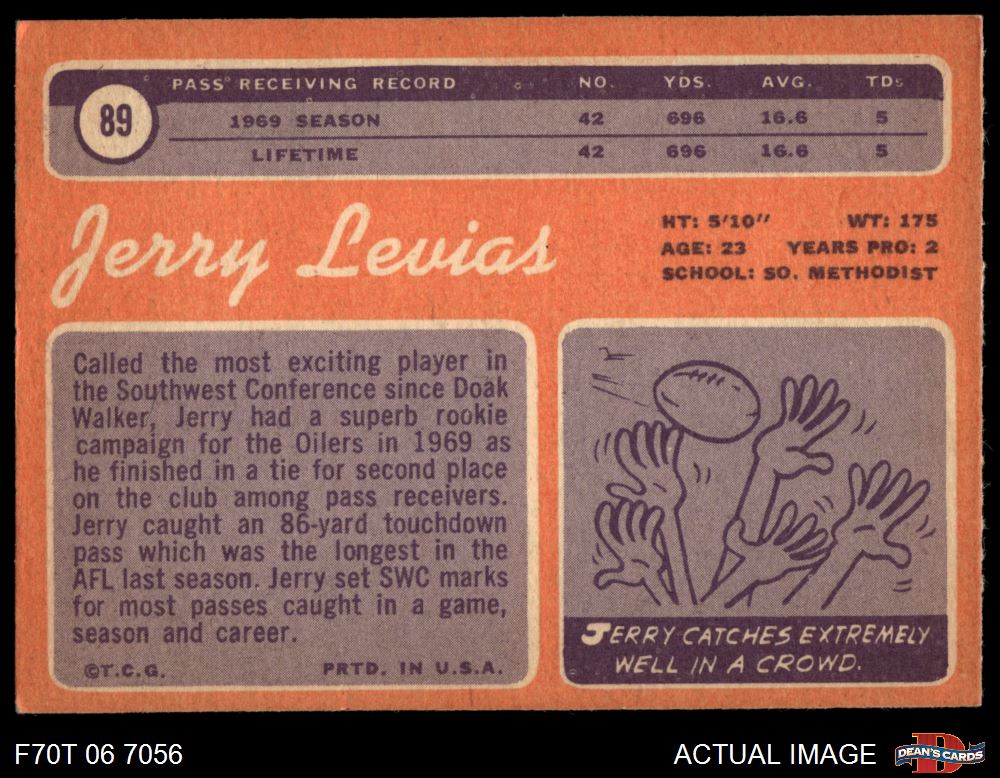 89
PASS RECEIVING RECORD NO. YDS. AVG. TDs
1969 SEASON 42 696 16.6 5
LIFETIME 42 696 16.6 5
Jerry Levias
HT: 5'10" WT: 175
AGE: 23 YEARS PRO: 2
SCHOOL: SO. METHODIST
Called the most exciting player in
the Southwest Conference since Doak
Walker, Jerry had a superb rookie
campaign for the Oilers in 1969 as
he finished in a tie for second place
on the club among pass receivers.
Jerry caught an 86-yard touchdown
pass which was the longest in the
AFL last season. Jerry set SWC marks
for most passes caught in a game,
season and career.
©T.C.G. PRTD. IN U.S.A.
JERRY CATCHES EXTREMELY
WELL IN A CROWD.
F70T 06 7056
ACTUAL IMAGE
D
DEAN'S CARDS